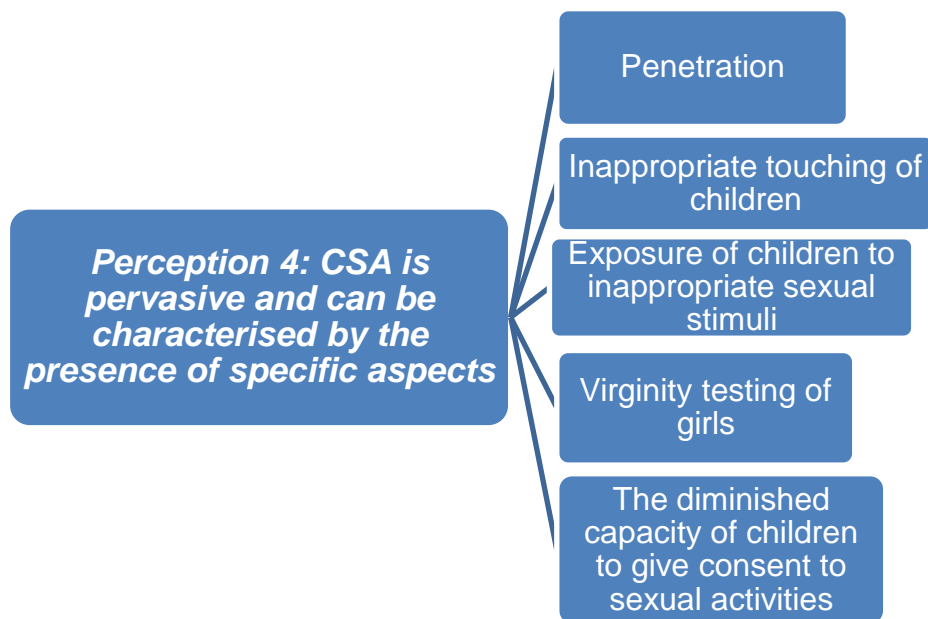 Perception 4: CSA is
pervasive and can be
characterised by the
presence of specific aspects
Penetration
Inappropriate touching of
children
Exposure of children to
inappropriate sexual
stimuli
Virginity testing of
girls
The diminished
capacity of children
to give consent to
sexual activities